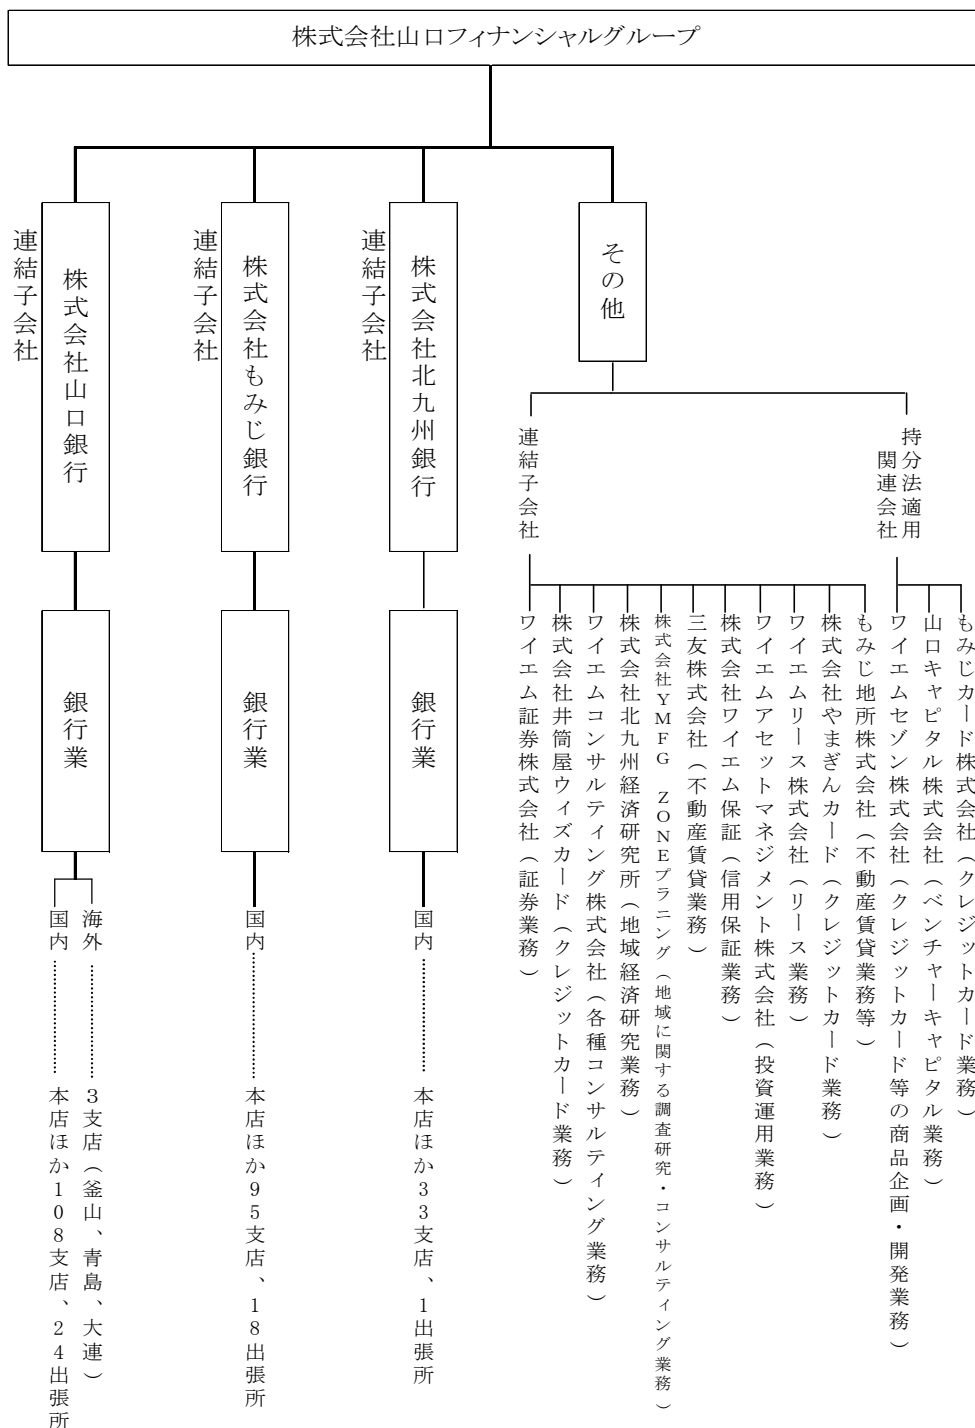 株式会社山口フィナンシャルグループ
連結子会社
株式会社山口銀行
連結子会社
株式会社もみじ銀行
連結子会社
株式会社北九州銀行
その他
連結子会社
持分法適用
関連会社
銀行業
銀行業
銀行業
国内
本店ほか108支店、24出張所
海外
3支店(釜山、青島、大連)
国内
本店ほか95支店、18出張所
国内
本店ほか33支店、1出張所
ワイエム証券株式会社(証券業務)
株式会社井筒屋ウィズカード(クレジットカード業務)
ワイエムコンサルティング株式会社(各種コンサルティング業務)
株式会社北九州経済研究所(地域経済研究業務)
株式会社YMFG ZONEプラニング(地域に関する調査研究・コンサルティング業務)
三友株式会社(不動産賃貸業務)
株式会社ワイエム保証(信用保証業務)
ワイエムアセットマネジメント株式会社(投資運用業務)
ワイエムリース株式会社(リース業務)
株式会社やまぎんカード(クレジットカード業務)
もみじ地所株式会社(不動産賃貸業務等)
ワイエムセゾン株式会社(クレジットカード等の商品企画・開発業務)
山口キャピタル株式会社(ベンチャーキャピタル業務)
もみじカード株式会社(クレジットカード業務)